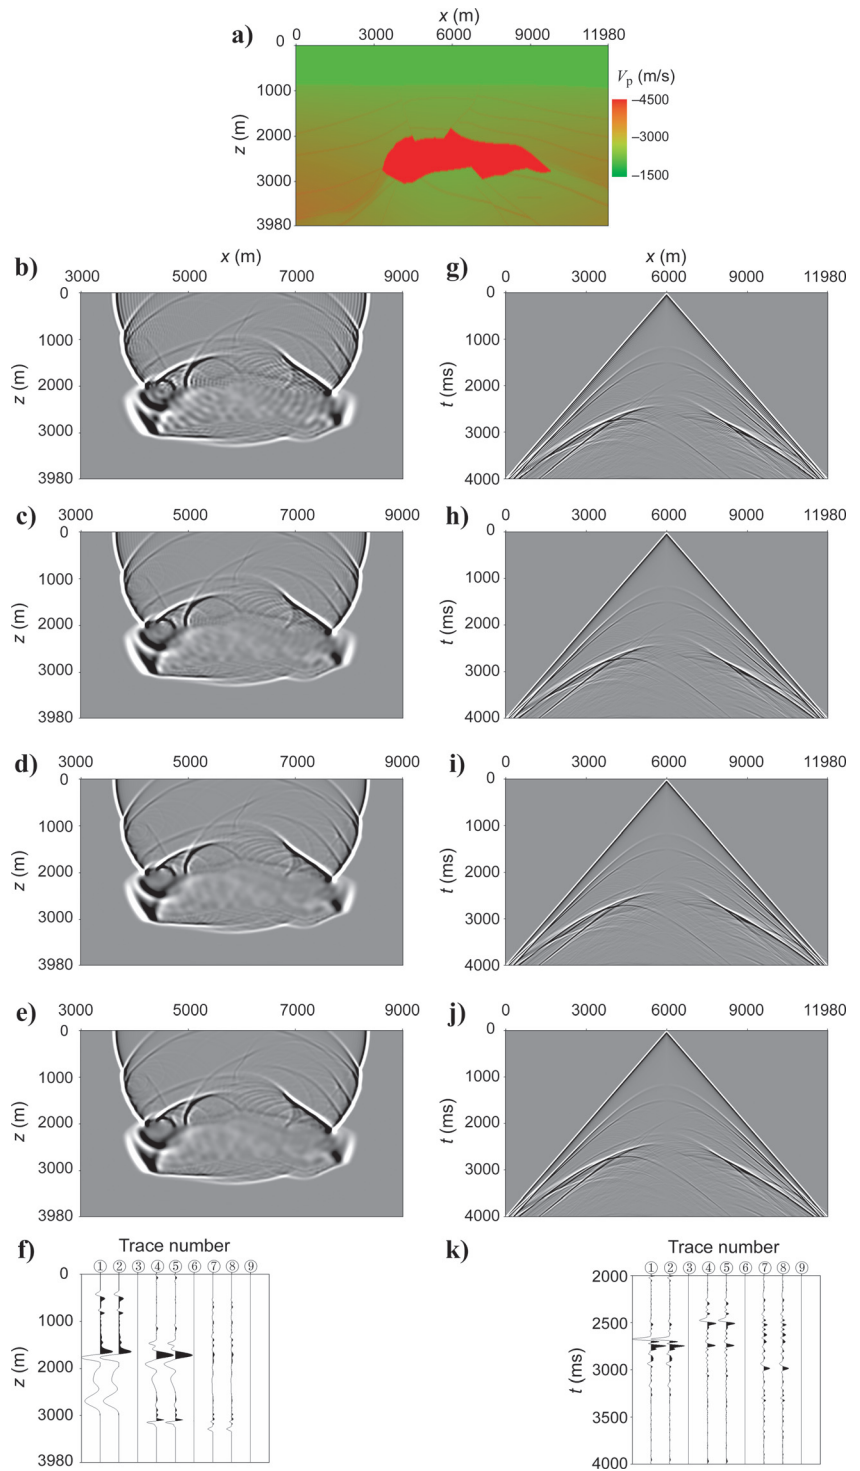 x (m)
a) 0 0 3000 6000 9000 11980
Vp (m/s)
1000
–4500
z (m)
2000
–3000
3000
–1500
3980
x (m)
b) 3000 5000 7000 9000
0
1000
z (m)
2000
3000
3980
x (m)
g) 0 3000 6000 9000 11980
0
1000
t (ms)
2000
3000
4000
c) 3000 5000 7000 9000
0
1000
z (m)
2000
3000
3980
h) 0 3000 6000 9000 11980
0
1000
t (ms)
2000
3000
4000
d) 3000 5000 7000 9000
0
1000
z (m)
2000
3000
3980
i) 0 3000 6000 9000 11980
0
1000
t (ms)
2000
3000
4000
e) 3000 5000 7000 9000
0
1000
z (m)
2000
3000
3980
j) 0 3000 6000 9000 11980
0
1000
t (ms)
2000
3000
4000
f) Trace number
① ② ③ ④ ⑤ ⑥ ⑦ ⑧ ⑨
0
1000
z (m)
2000
3000
3980
k) Trace number
① ② ③ ④ ⑤ ⑥ ⑦ ⑧ ⑨
2000
2500
t (ms)
3000
3500
4000